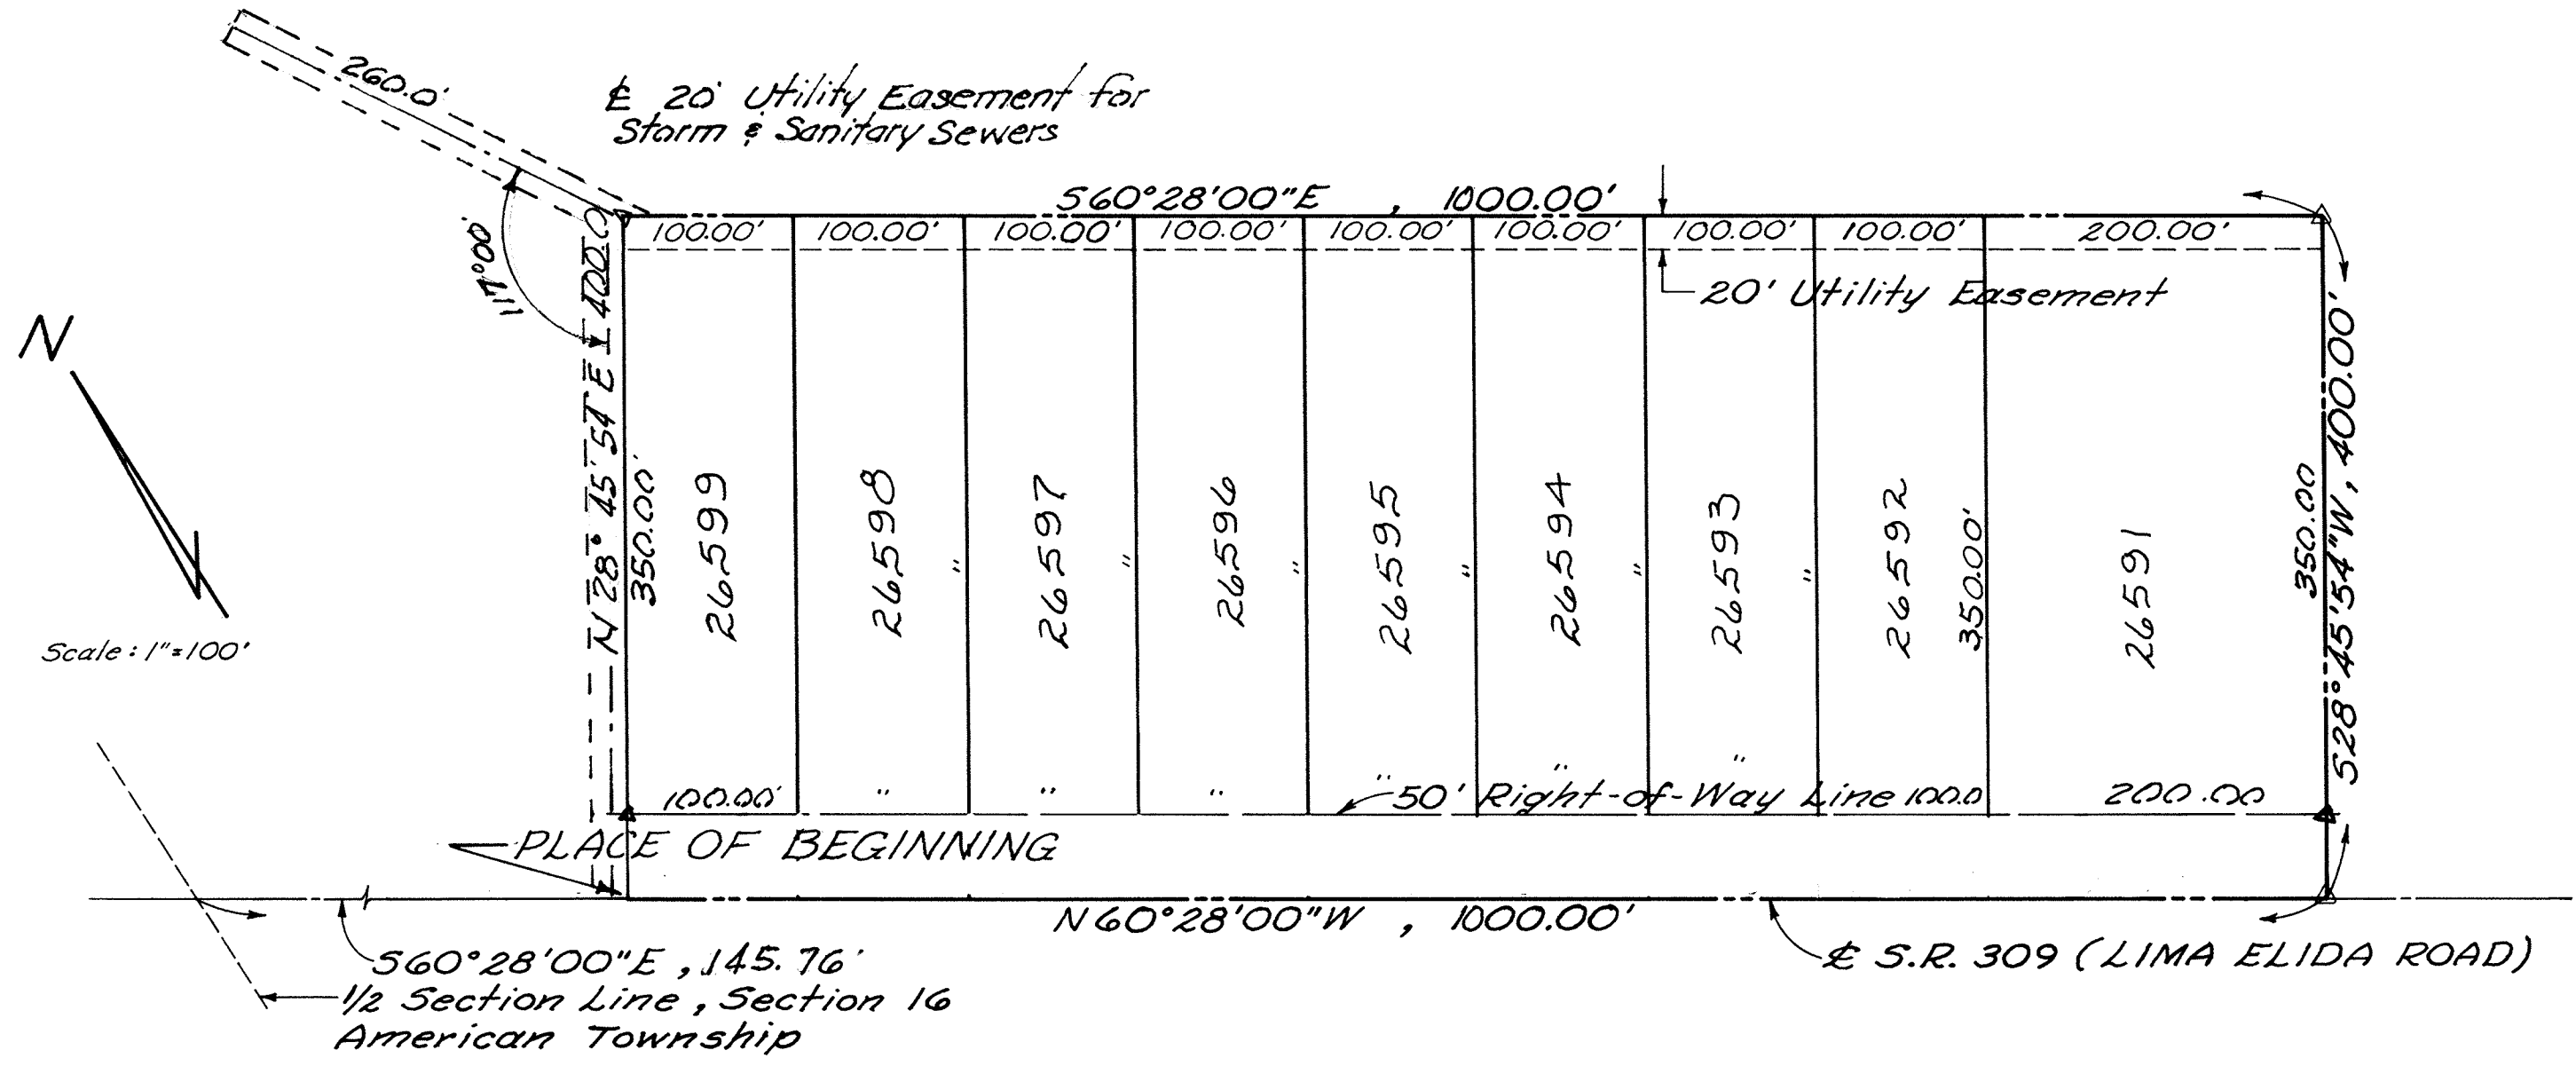 260.0'
℄ 20' Utility Easement for
Storm & Sanitary Sewers
S60°28'00"E , 1000.00'
100.00' 100.00' 100.00' 100.00' 100.00' 100.00' 100.00' 100.00' 200.00'
20' Utility Easement
117°00'
N
Scale: 1"=100'
N 28° 45' 54 E 400.0
350.00'
26599
26598
"
26597
"
26596
"
26595
"
26594
"
26593
"
26592
350.00'
26591
350.00
S28°45'54"W, 400.00'
100.00' " " " " " " 100.0 200.00
50' Right-of-Way Line
PLACE OF BEGINNING
N60°28'00"W , 1000.00'
S60°28'00"E , 145.76'
1/2 Section Line, Section 16
American Township
℄ S.R. 309 (LIMA ELIDA ROAD)